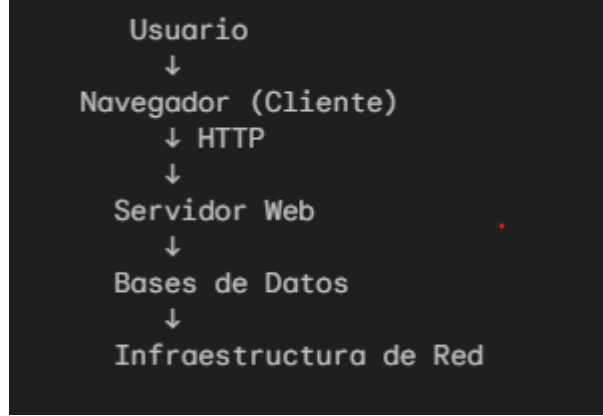 Usuario
↓
Navegador (Cliente)
↓ HTTP
↓
Servidor Web
↓
Bases de Datos
↓
Infraestructura de Red